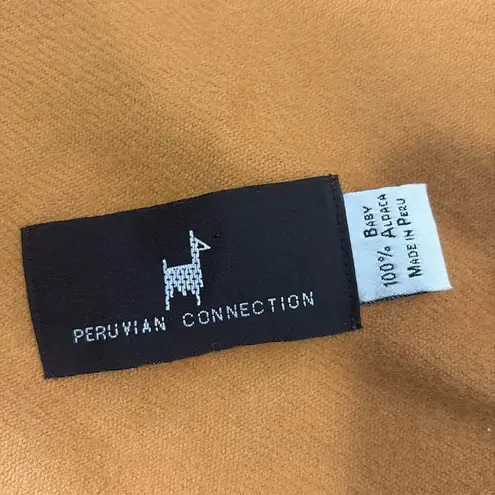 PERUVIAN CONNECTION
BABY
100% ALPACA
MADE IN PERU